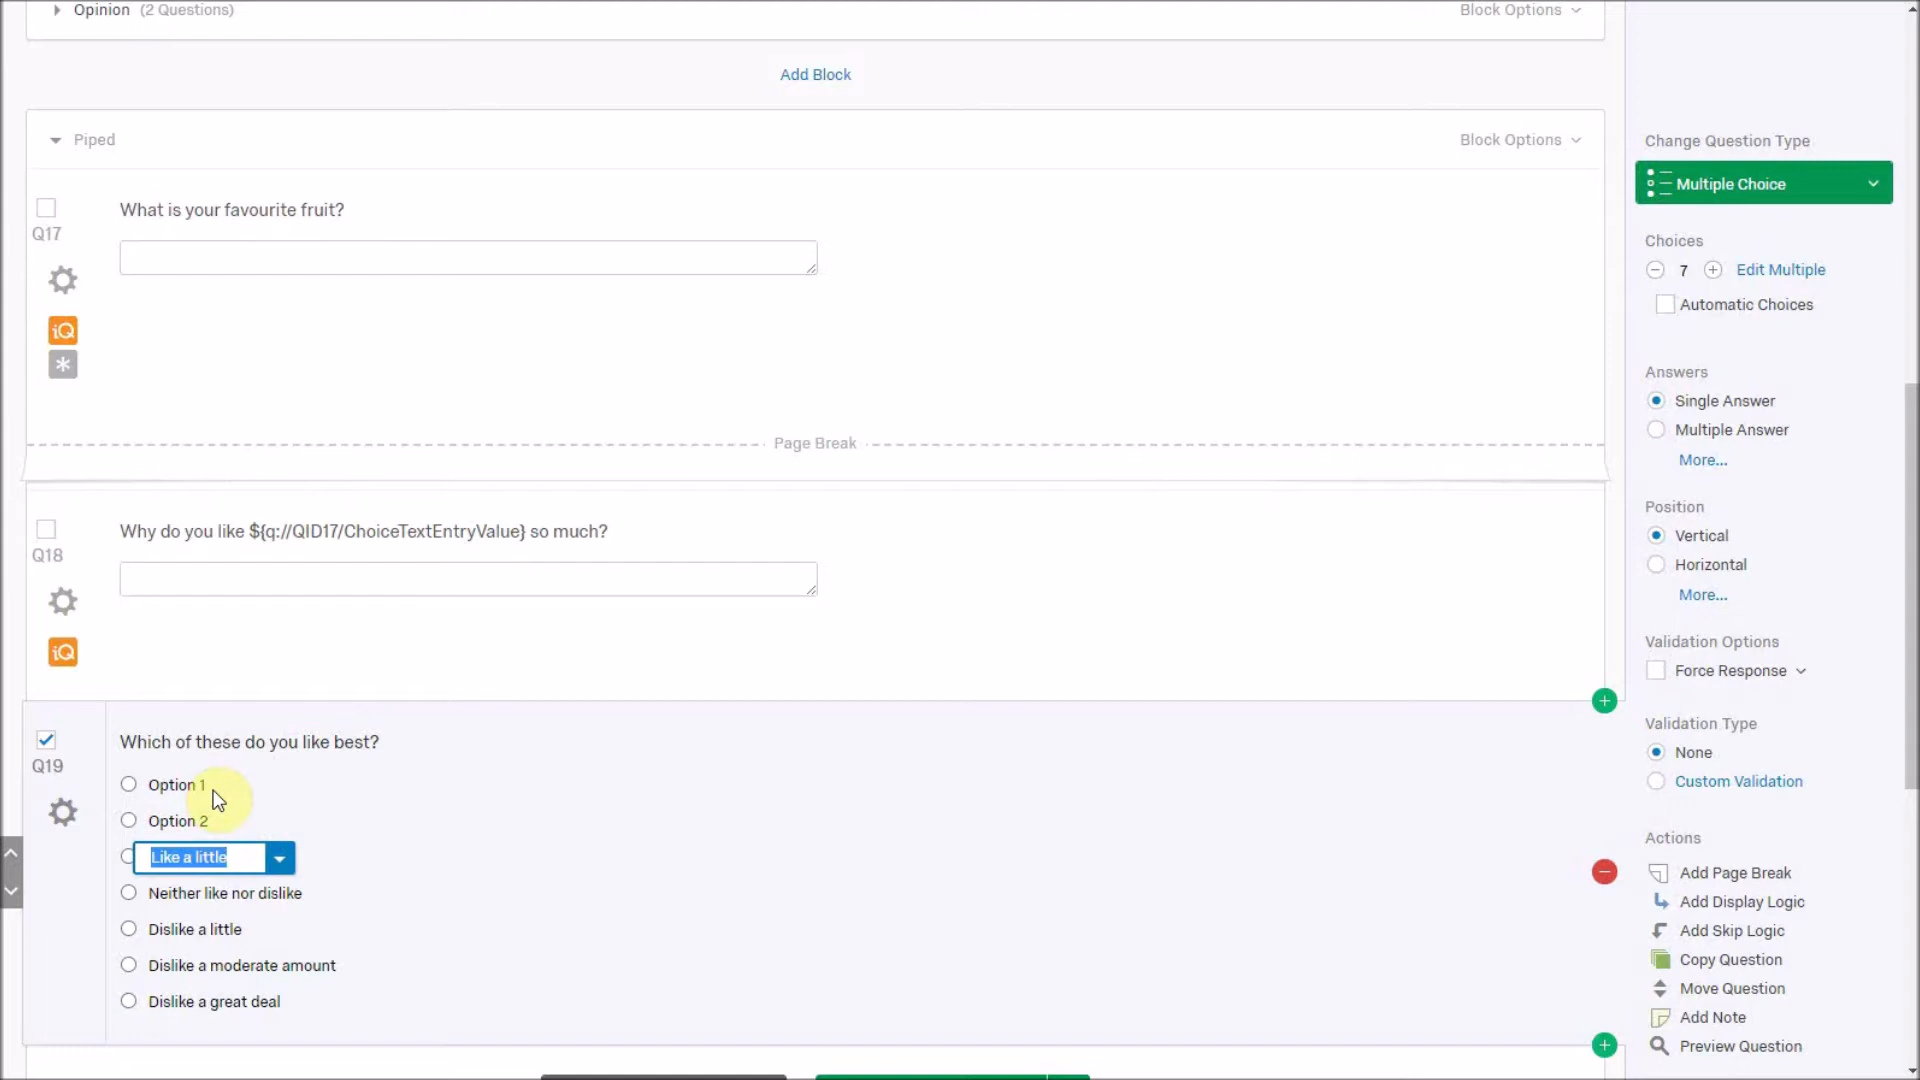 Opinion (2 Questions)
Block Options
Add Block
Piped
Block Options
Q17
What is your favourite fruit?
iQ
*
Page Break
Q18
Why do you like ${q://QID17/ChoiceTextEntryValue} so much?
iQ
Q19
Which of these do you like best?
Option 1
Option 2
Like a little
Neither like nor dislike
Dislike a little
Dislike a moderate amount
Dislike a great deal
Change Question Type
Multiple Choice
Choices
7 Edit Multiple
Automatic Choices
Answers
Single Answer
Multiple Answer
More...
Position
Vertical
Horizontal
More...
Validation Options
Force Response
Validation Type
None
Custom Validation
Actions
Add Page Break
Add Display Logic
Add Skip Logic
Copy Question
Move Question
Add Note
Preview Question